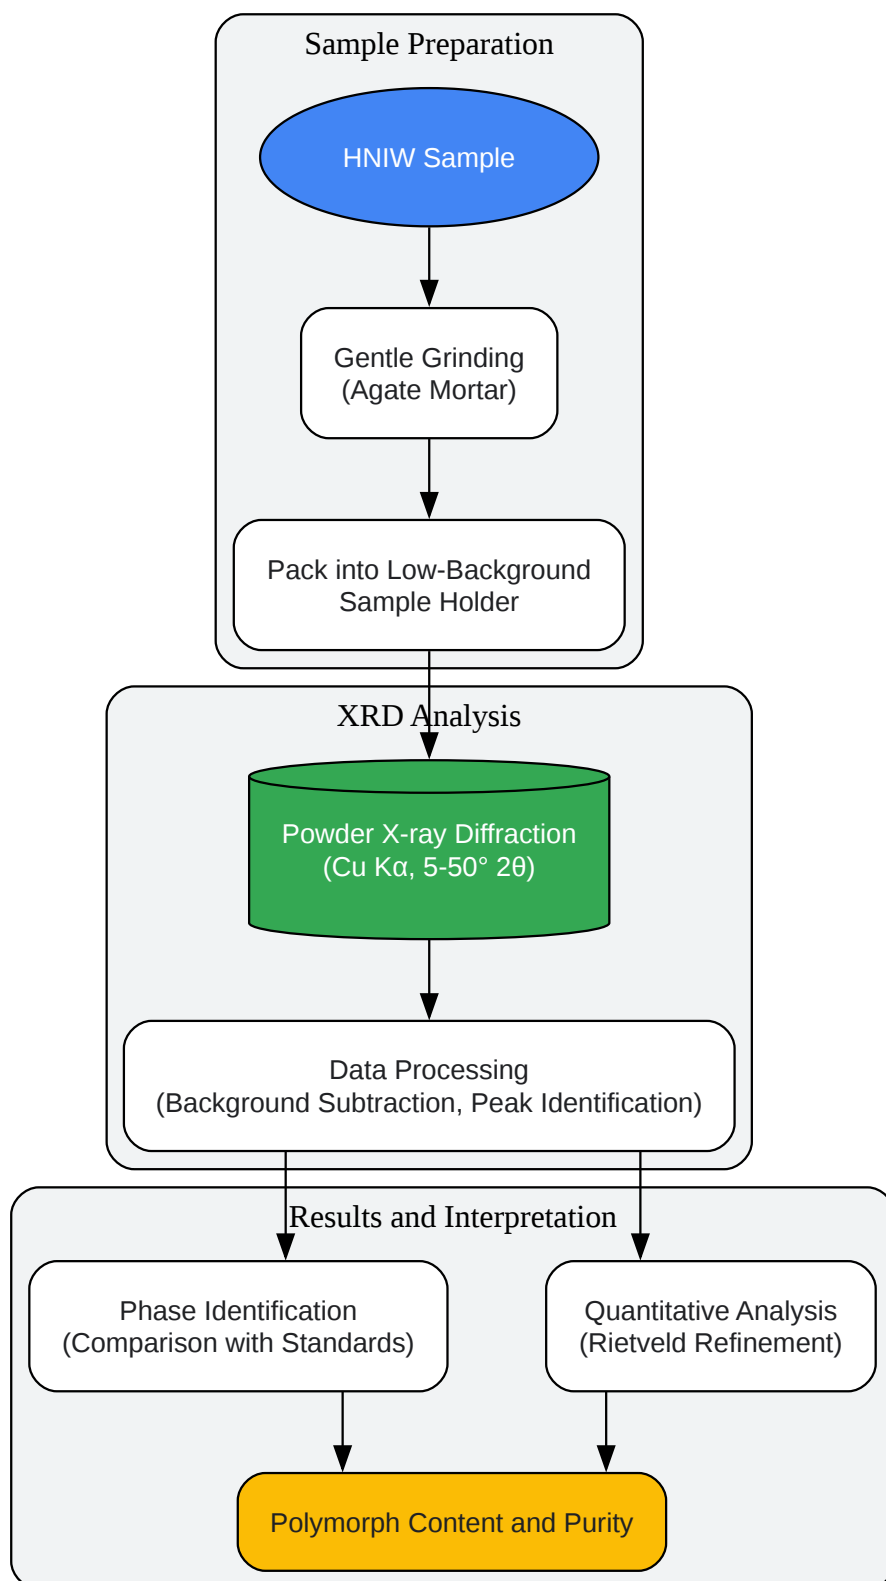 Sample Preparation
HNIW Sample
Gentle Grinding
(Agate Mortar)
Pack into Low-Background
Sample Holder
XRD Analysis
Powder X-ray Diffraction
(Cu Kα, 5-50° 2θ)
Data Processing
(Background Subtraction, Peak Identification)
Results and Interpretation
Phase Identification
(Comparison with Standards)
Quantitative Analysis
(Rietveld Refinement)
Polymorph Content and Purity